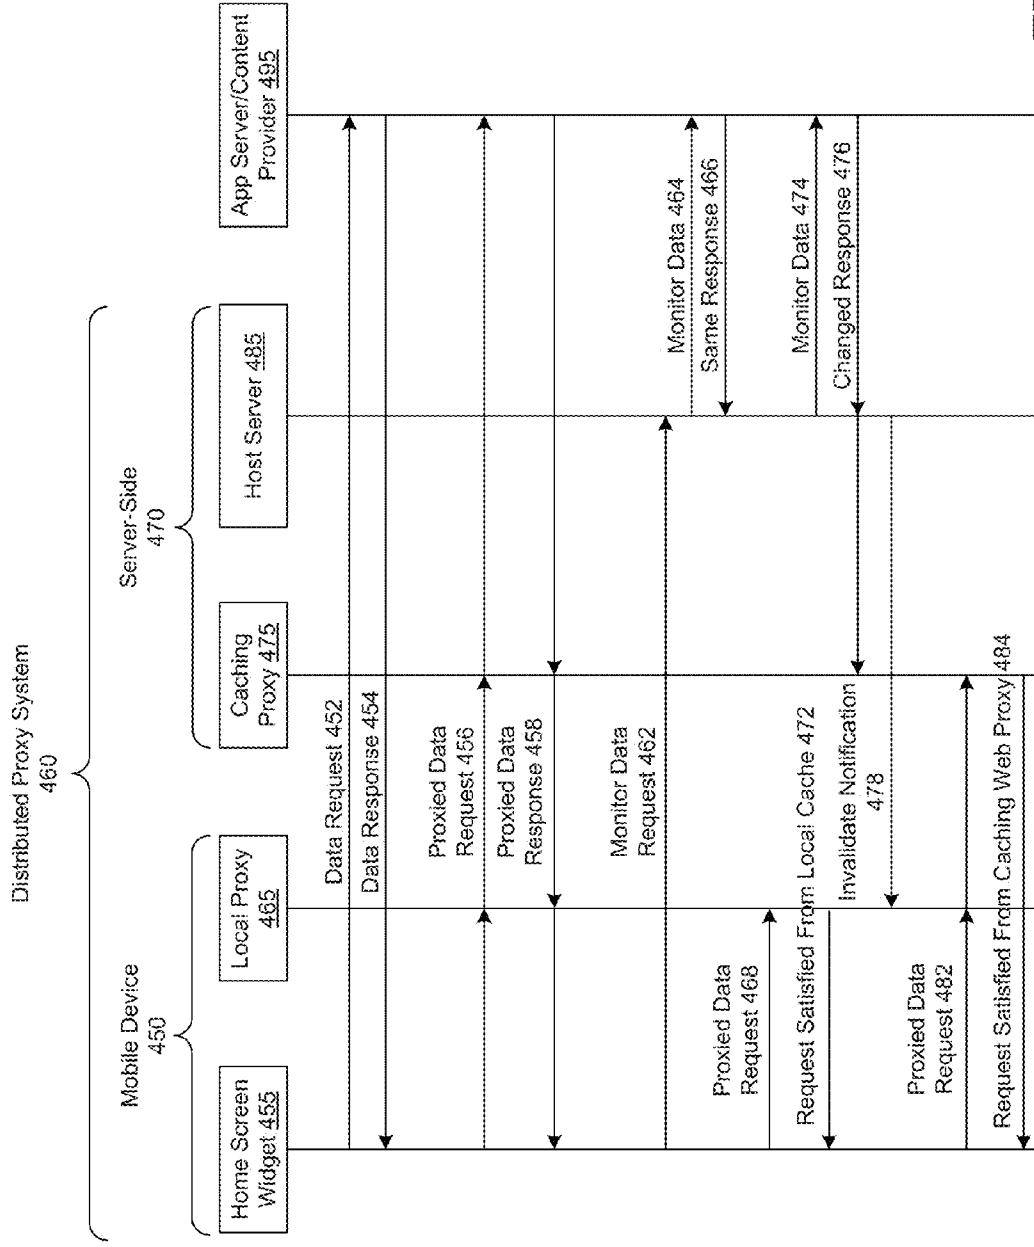 Distributed Proxy System
460
Mobile Device
450
Server-Side
470
Home Screen
Widget 455
Local Proxy
465
Caching
Proxy 475
Host Server 485
App Server/Content
Provider 495
Data Request 452
Data Response 454
Proxied Data
Request 456
Proxied Data
Response 458
Monitor Data
Request 462
Monitor Data 464
Same Response 466
Proxied Data
Request 468
Request Satisfied From Local Cache 472
Monitor Data 474
Changed Response 476
Invalidate Notification
478
Proxied Data
Request 482
Request Satisfied From Caching Web Proxy 484